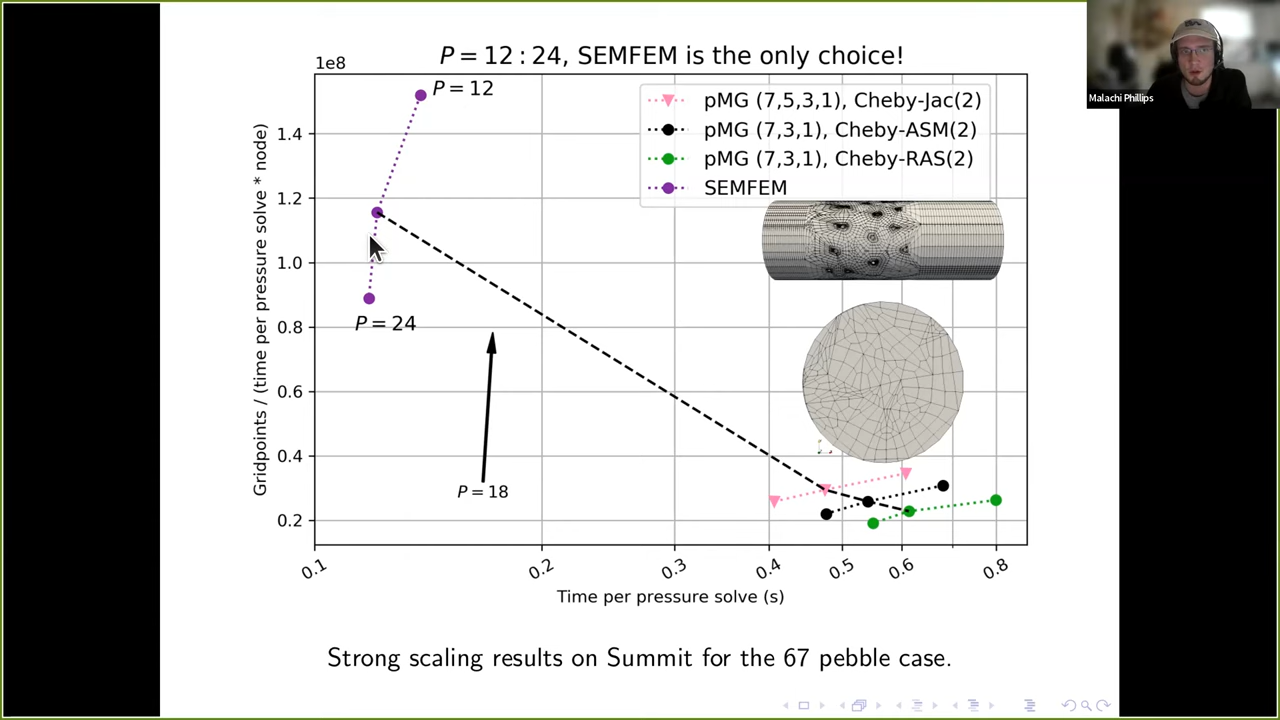 P = 12 : 24, SEMFEM is the only choice!
1e8
P = 12
pMG (7,5,3,1), Cheby-Jac(2)
pMG (7,3,1), Cheby-ASM(2)
pMG (7,3,1), Cheby-RAS(2)
SEMFEM
Malachi Phillips
1.4
1.2
1.0
0.8
0.6
0.4
0.2
Gridpoints / (time per pressure solve * node)
P = 24
P = 18
0.1
0.2
0.3
0.4
0.5
0.6
0.8
Time per pressure solve (s)
Strong scaling results on Summit for the 67 pebble case.